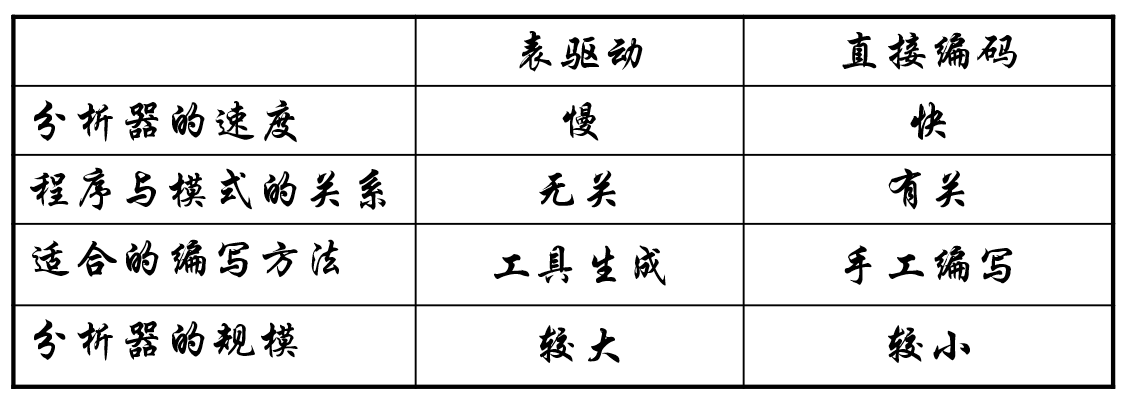 表驱动 直接编码
分析器的速度 慢 快
程序与模式的关系 无关 有关
适合的编写方法 工具生成 手工编写
分析器的规模 较大 较小